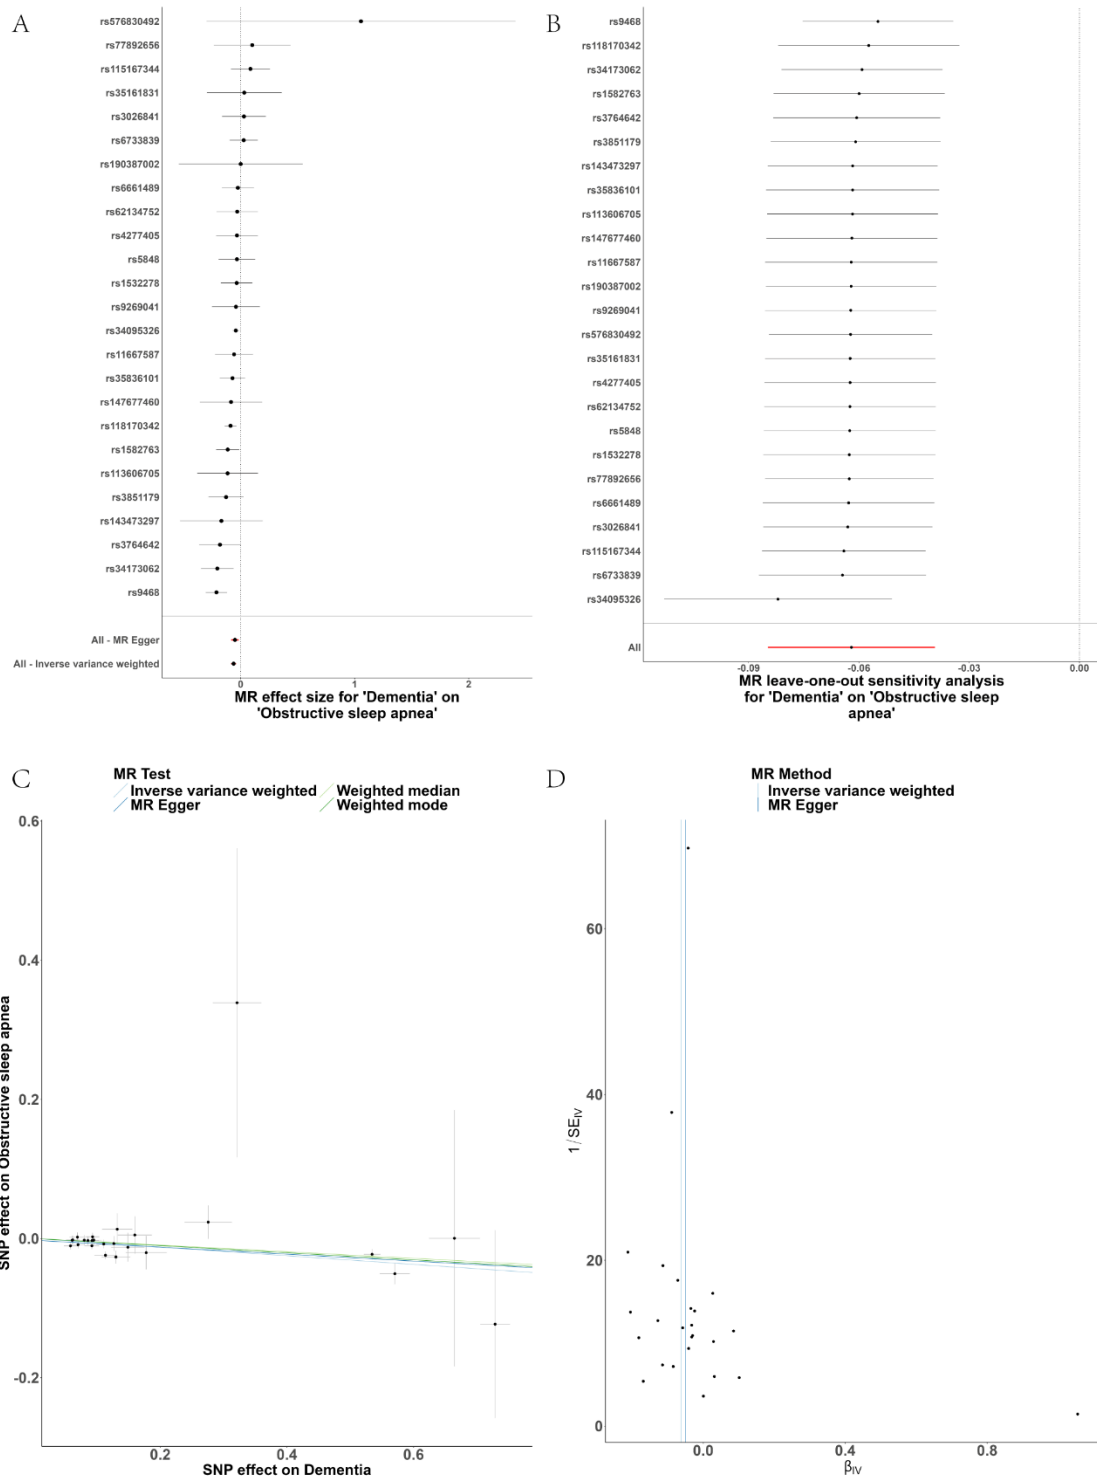 A
rs576830492
rs77892656
rs115167344
rs35161831
rs3026841
rs6733839
rs190387002
rs6661489
rs62134752
rs4277405
rs5848
rs1532278
rs9269041
rs34095326
rs11667587
rs35836101
rs147677460
rs118170342
rs1582763
rs113606705
rs3851179
rs143473297
rs3764642
rs34173062
rs9468
All - MR Egger
All - Inverse variance weighted
0 1 2
MR effect size for 'Dementia' on
'Obstructive sleep apnea'
B
rs9468
rs118170342
rs34173062
rs1582763
rs3764642
rs3851179
rs143473297
rs35836101
rs113606705
rs147677460
rs11667587
rs190387002
rs9269041
rs576830492
rs35161831
rs4277405
rs62134752
rs5848
rs1532278
rs77892656
rs6661489
rs3026841
rs115167344
rs6733839
rs34095326
All
-0.09 -0.06 -0.03 0.00
MR leave-one-out sensitivity analysis
for 'Dementia' on 'Obstructive sleep
apnea'
C
MR Test
Inverse variance weighted Weighted median
MR Egger Weighted mode
SNP effect on Obstructive sleep apnea
0.6
0.4
0.2
0.0
-0.2
0.2 0.4 0.6
SNP effect on Dementia
D
MR Method
Inverse variance weighted
MR Egger
1/SE_IV
60
40
20
0
0.0 0.4 0.8
β_IV